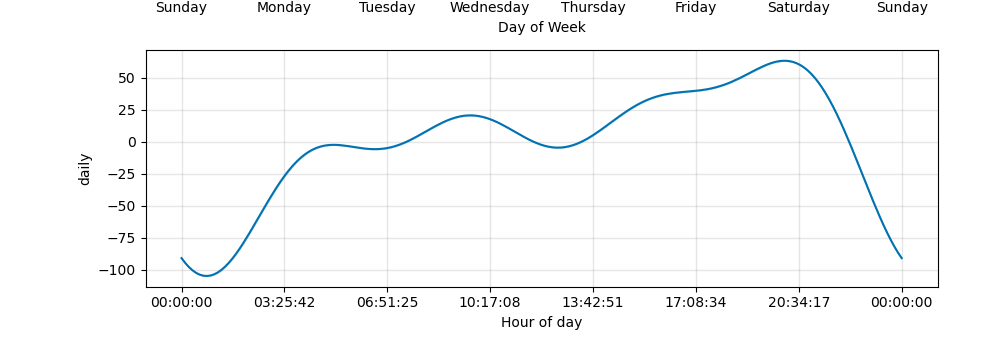 Sunday Monday Tuesday Wednesday Thursday Friday Saturday Sunday
Day of Week
50
25
0
−25
−50
−75
−100
daily
00:00:00 03:25:42 06:51:25 10:17:08 13:42:51 17:08:34 20:34:17 00:00:00
Hour of day